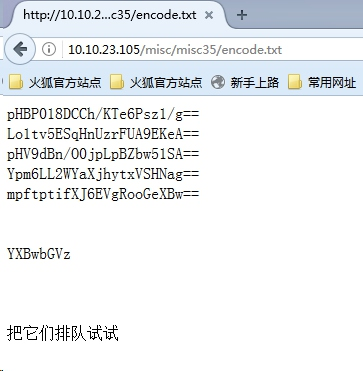 http://10.10.2...c35/encode.txt
10.10.23.105/misc/misc35/encode.txt
火狐官方站点 火狐官方站点 新手上路 常用网址
pHBP018DCCh/KTe6Psz1/g==
Lo1tv5ESqHnUzrFUA9EKeA==
pHV9dBn/O0jpLpBZbw51SA==
Ypm6LL2WYaXjhytxVSHNag==
mpftptifXJ6EVgRooGeXBw==
YXBwbGVz
把它们排队试试